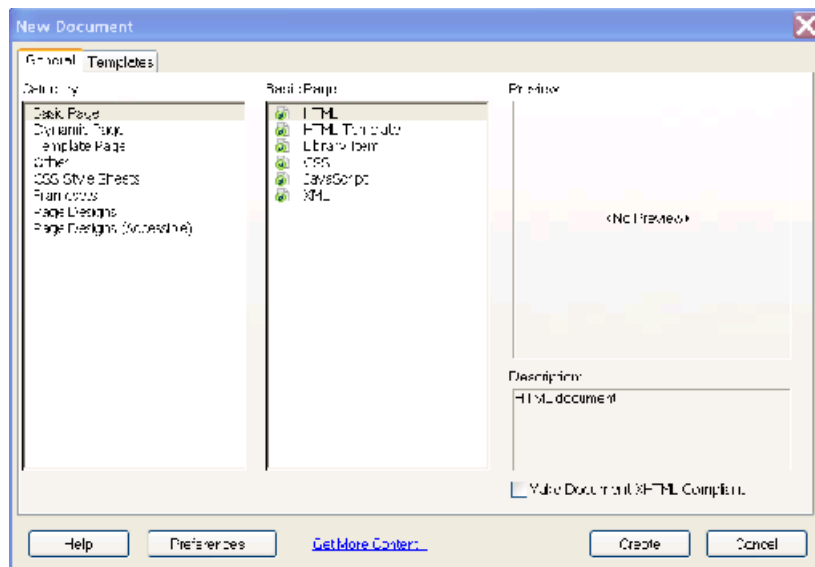 New Document
General Templates
Category:
Basic Page
Dynamic Page
Template Page
Other
CSS Style Sheets
Framesets
Page Designs
Page Designs (Accessible)
Basic Page
HTML
HTML Template
Library Item
CSS
JavaScript
XML
Preview:
<No Preview>
Description:
HTML document
Make Document XHTML Compliant
Help
Preferences
Get More Content...
Create
Cancel